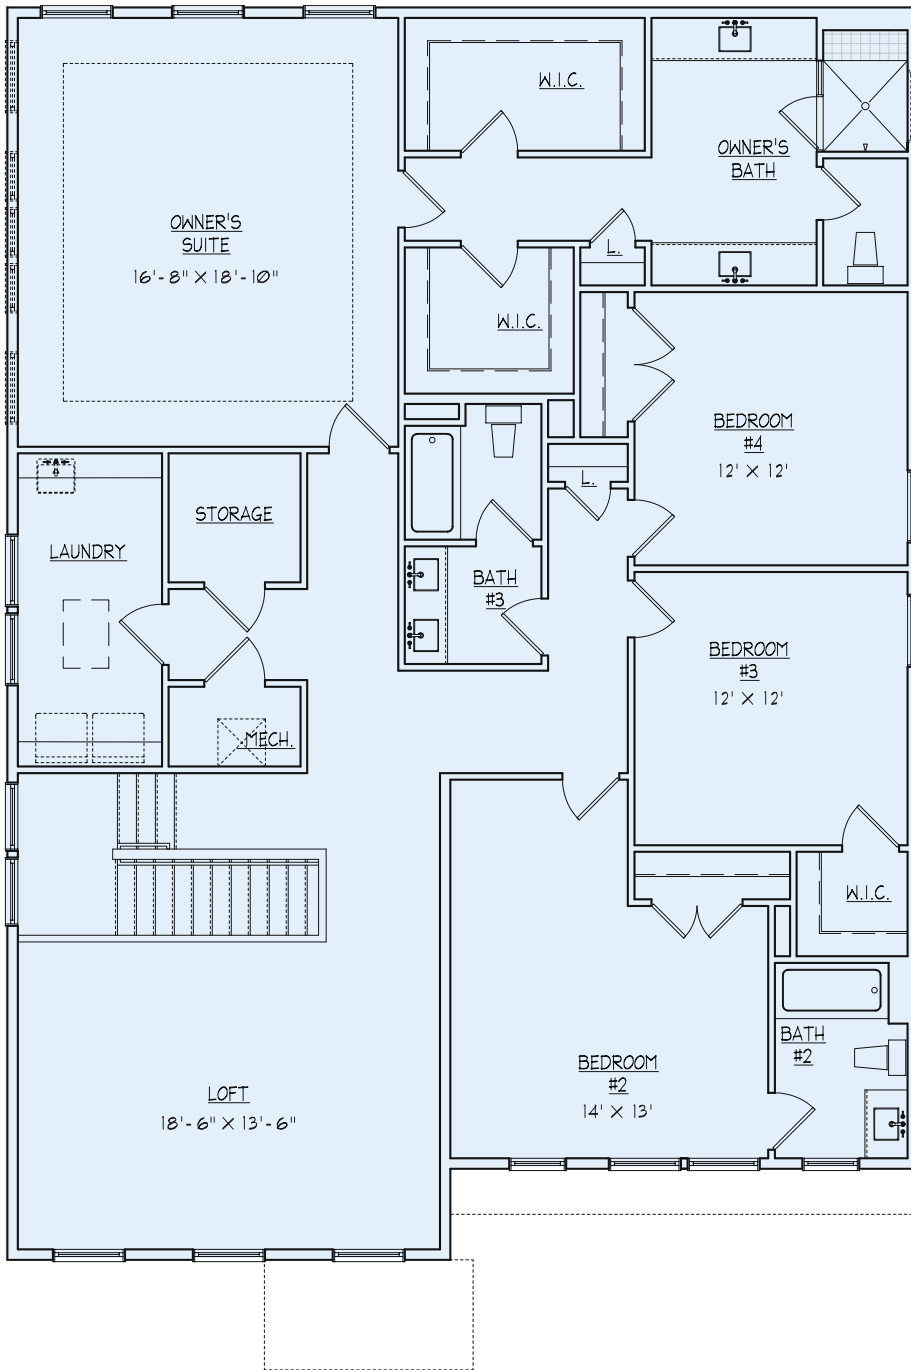 W.I.C.
OWNER'S
BATH
OWNER'S
SUITE
16'-8" X 18'-10"
L.
W.I.C.
BEDROOM
#4
12' X 12'
L.
STORAGE
LAUNDRY
BATH
#3
BEDROOM
#3
12' X 12'
MECH.
W.I.C.
BATH
#2
BEDROOM
#2
14' X 13'
LOFT
18'-6" X 13'-6"